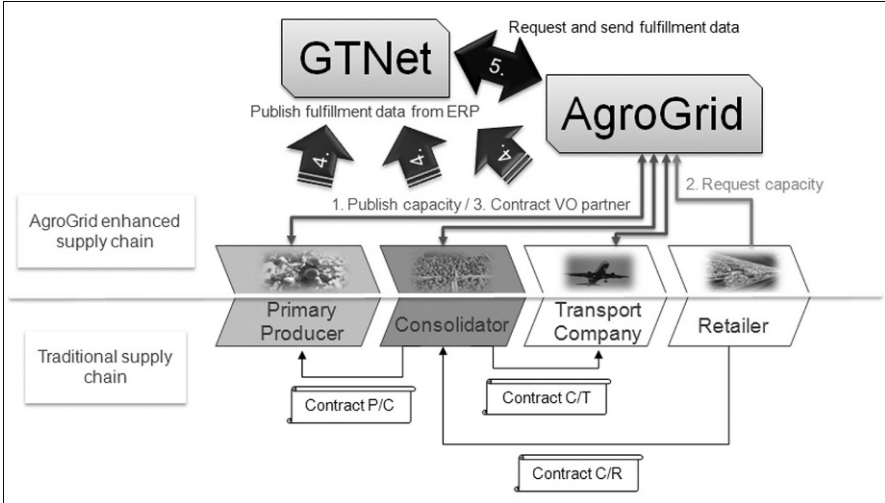 Request and send fulfillment data
GTNet
5.
Publish fulfillment data from ERP
AgroGrid
4.
4.
4.
2. Request capacity
1. Publish capacity / 3. Contract VO partner
AgroGrid enhanced
supply chain
Primary
Producer
Consolidator
Transport
Company
Retailer
Traditional supply
chain
Contract P/C
Contract C/T
Contract C/R